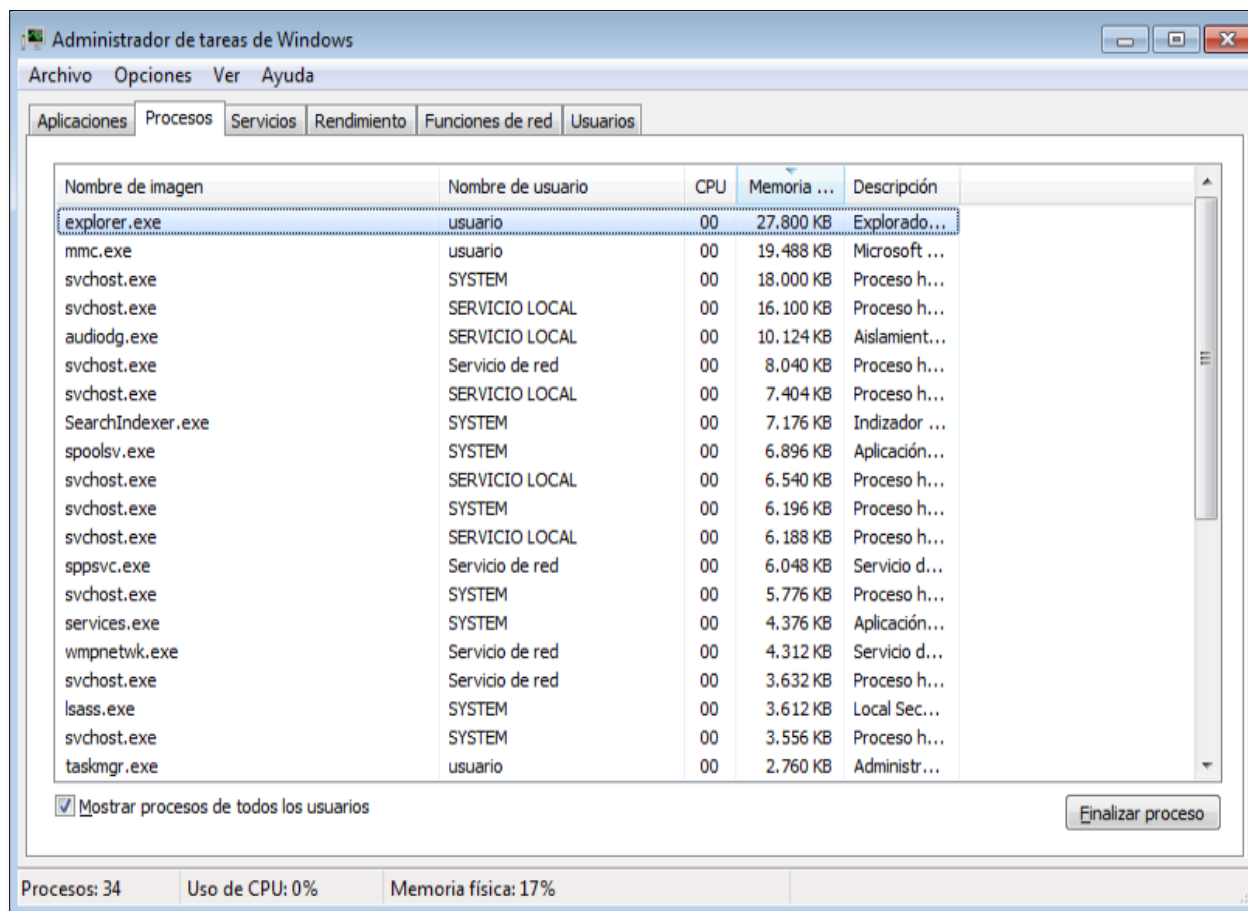 Administrador de tareas de Windows
Archivo Opciones Ver Ayuda
Aplicaciones Procesos Servicios Rendimiento Funciones de red Usuarios
Nombre de imagen Nombre de usuario CPU Memoria ... Descripción
explorer.exe usuario 00 27.800 KB Explorado...
mmc.exe usuario 00 19.488 KB Microsoft ...
svchost.exe SYSTEM 00 18.000 KB Proceso h...
svchost.exe SERVICIO LOCAL 00 16.100 KB Proceso h...
audiodg.exe SERVICIO LOCAL 00 10.124 KB Aislamient...
svchost.exe Servicio de red 00 8.040 KB Proceso h...
svchost.exe SERVICIO LOCAL 00 7.404 KB Proceso h...
SearchIndexer.exe SYSTEM 00 7.176 KB Indizador ...
spoolsv.exe SYSTEM 00 6.896 KB Aplicación...
svchost.exe SERVICIO LOCAL 00 6.540 KB Proceso h...
svchost.exe SYSTEM 00 6.196 KB Proceso h...
svchost.exe SERVICIO LOCAL 00 6.188 KB Proceso h...
sppsvc.exe Servicio de red 00 6.048 KB Servicio d...
svchost.exe SYSTEM 00 5.776 KB Proceso h...
services.exe SYSTEM 00 4.376 KB Aplicación...
wmpnetwk.exe Servicio de red 00 4.312 KB Servicio d...
svchost.exe Servicio de red 00 3.632 KB Proceso h...
lsass.exe SYSTEM 00 3.612 KB Local Sec...
svchost.exe SYSTEM 00 3.556 KB Proceso h...
taskmgr.exe usuario 00 2.760 KB Administr...
Mostrar procesos de todos los usuarios
Finalizar proceso
Procesos: 34 Uso de CPU: 0% Memoria física: 17%